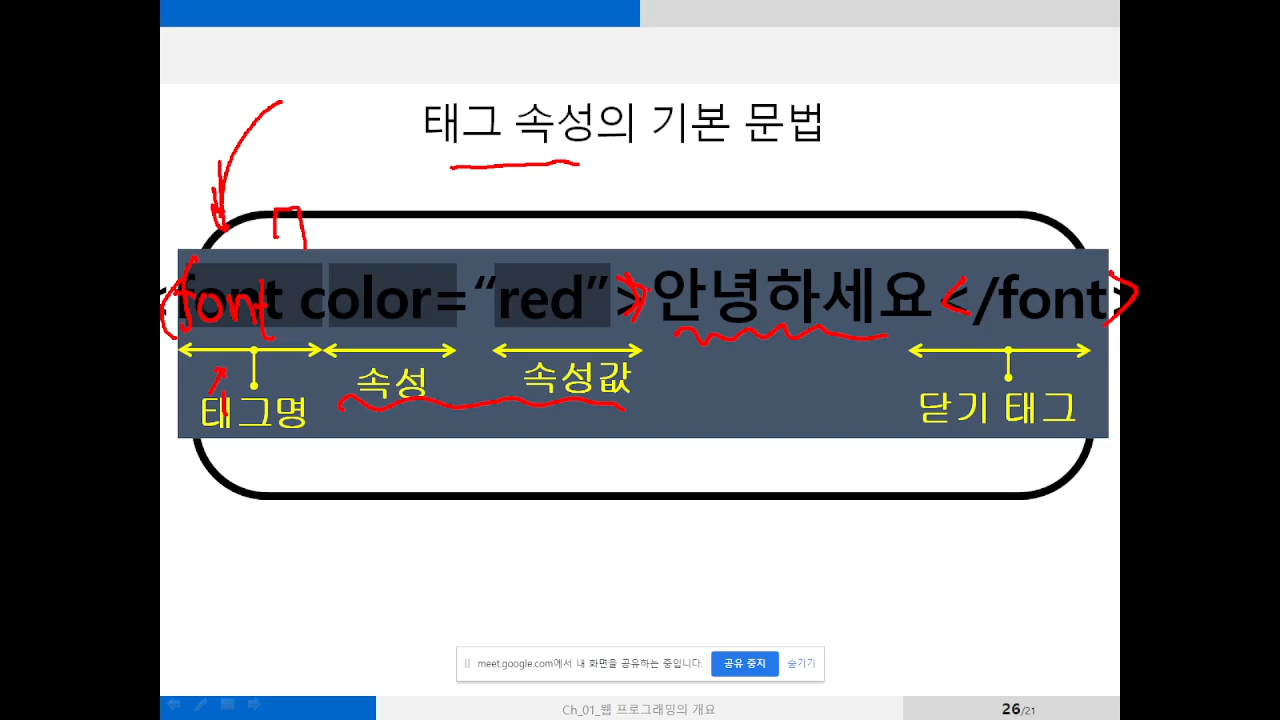 태그 속성의 기본 문법
<font color=“red”>안녕하세요</font>
font
속성
속성값
태그명
닫기 태그
meet.google.com에서 내 화면을 공유하는 중입니다.
공유 중지
숨기기
Ch_01_웹 프로그래밍의 개요
26/21